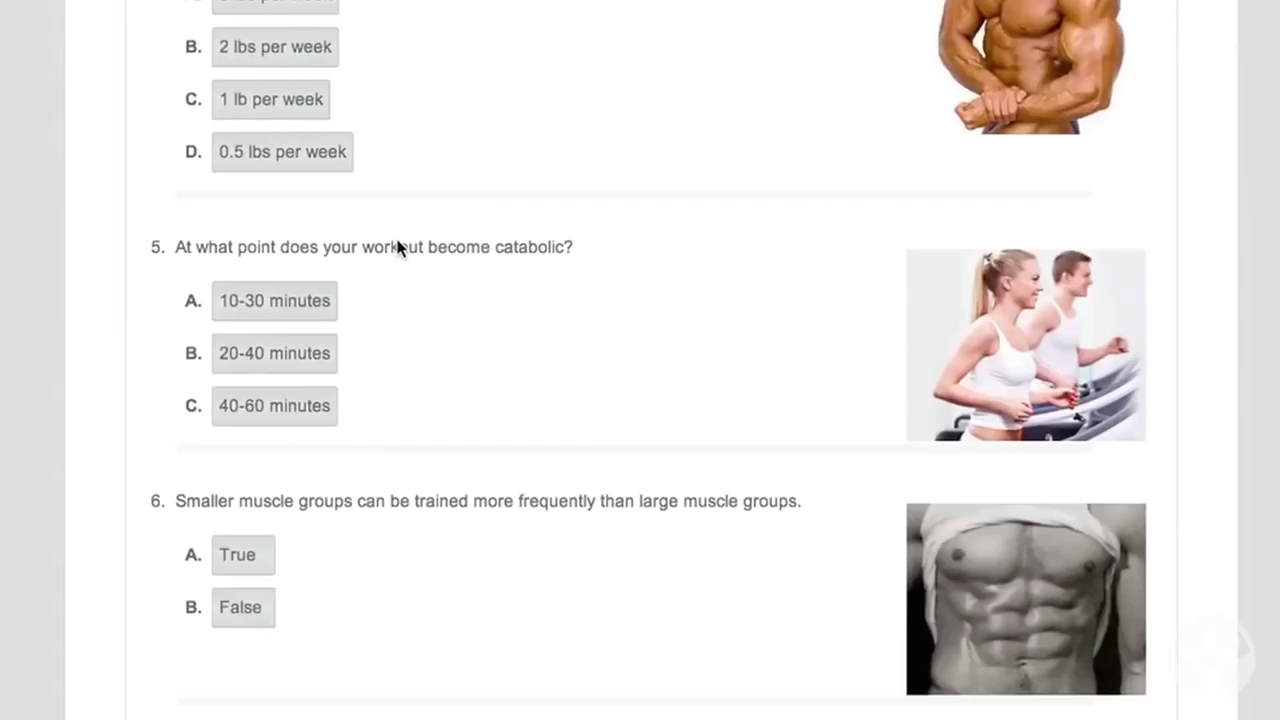 B. 2 lbs per week
C. 1 lb per week
D. 0.5 lbs per week
5. At what point does your workout become catabolic?
A. 10-30 minutes
B. 20-40 minutes
C. 40-60 minutes
6. Smaller muscle groups can be trained more frequently than large muscle groups.
A. True
B. False